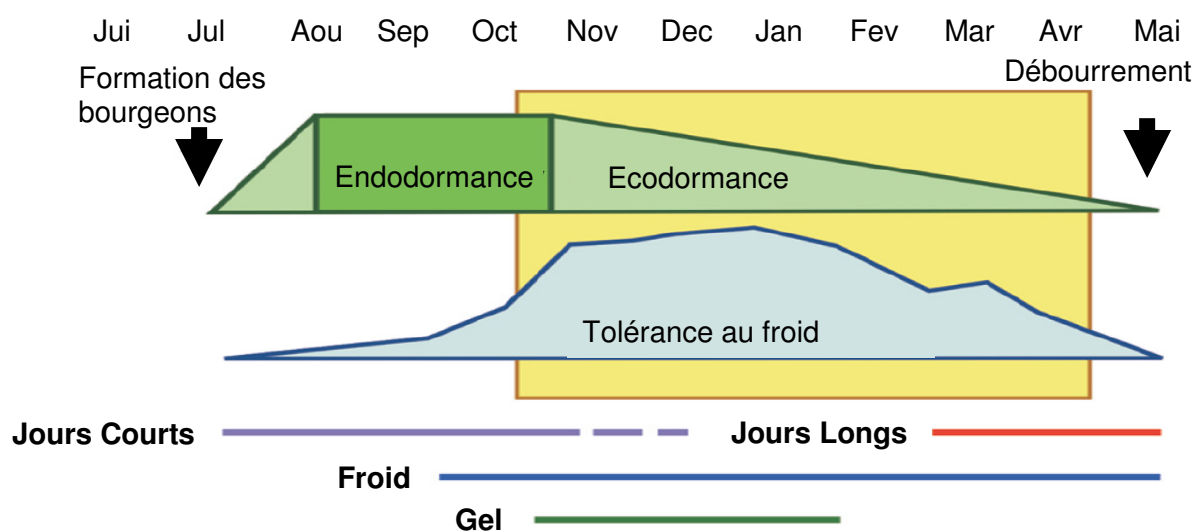 Jui Jul Aou Sep Oct Nov Dec Jan Fev Mar Avr Mai
Formation des
bourgeons
Débourrement
Endodormance
Ecodormance
Tolérance au froid
Jours Courts
Jours Longs
Froid
Gel